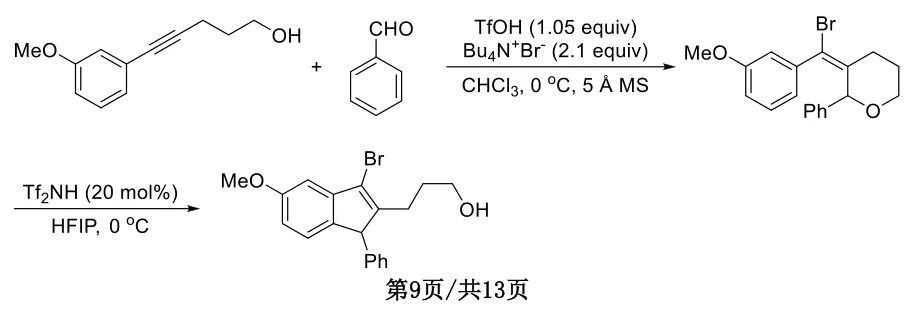 MeO
OH
+
CHO
TfOH (1.05 equiv)
Bu₄N⁺Br⁻ (2.1 equiv)
CHCl₃, 0 °C, 5 Å MS
MeO
Br
Ph
O
Tf₂NH (20 mol%)
HFIP, 0 °C
MeO
Br
OH
Ph
第9页/共13页